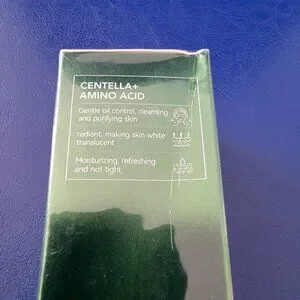 CENTELLA+
AMINO ACID
Gentle oil control, cleansing
and purifying skin
radiant, making skin white
translucent
Moisturizing, refreshing
and not tight